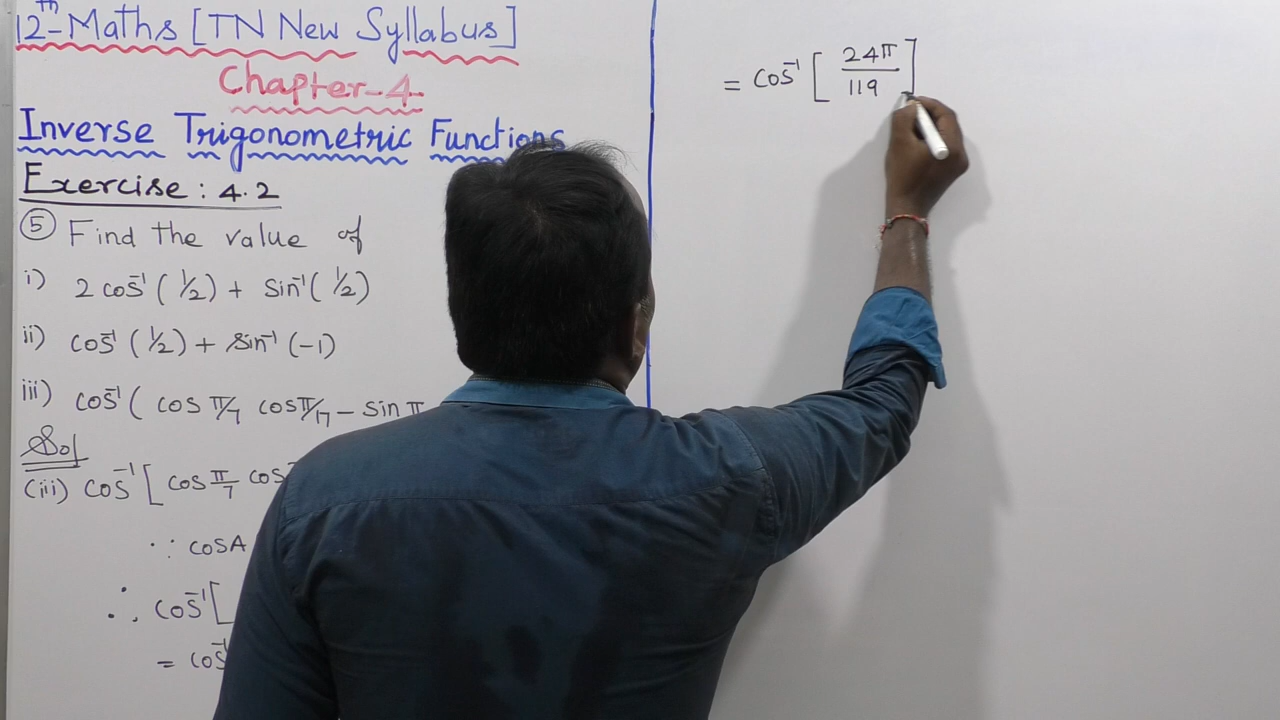 12th-Maths [TN New Syllabus]
Chapter-4
Inverse Trigonometric Functions
Exercise : 4.2
⑤ Find the value of
i) 2 cos⁻¹ (1/2) + sin⁻¹ (1/2)
ii) cos⁻¹ (1/2) + sin⁻¹ (-1)
iii) cos⁻¹ ( cos π/7 cos π/17 − sin π
Sol
(iii) cos⁻¹ [ cos π/7 cos
∵ cos A
∴ cos⁻¹ [
= cos⁻¹
= cos⁻¹ [ 24π/119 ]